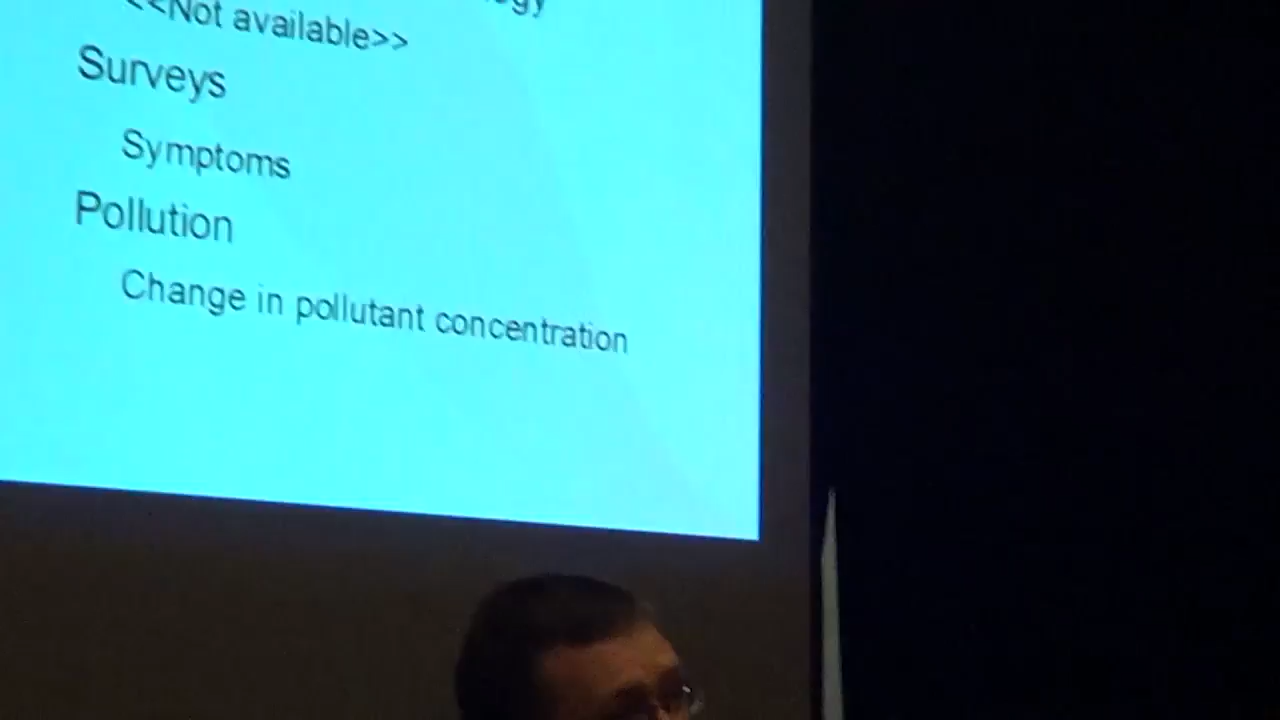 <<Not available>>
Surveys
Symptoms
Pollution
Change in pollutant concentration